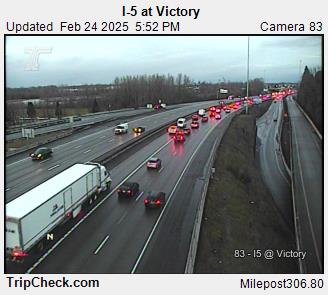 I-5 at Victory
Updated Feb 24 2025 5:52 PM Camera 83
N
83 - I5 @ Victory
TripCheck.com Milepost306.80